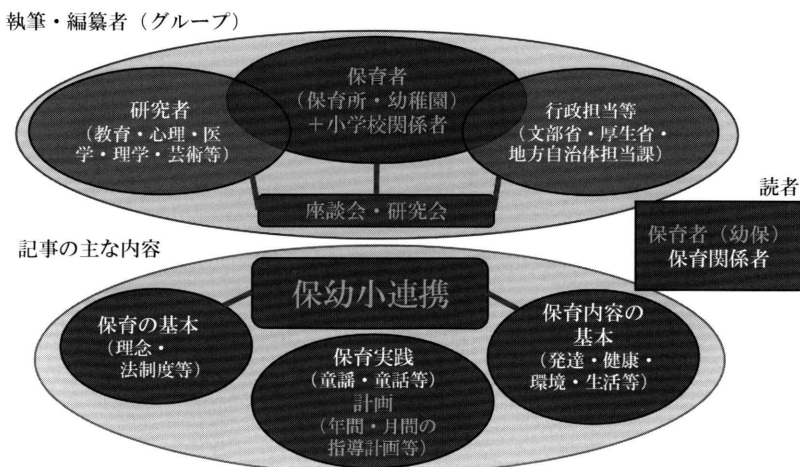 執筆・編纂者（グループ）
保育者
（保育所・幼稚園）
＋小学校関係者
研究者
（教育・心理・医
学・理学・芸術等）
行政担当等
（文部省・厚生省・
地方自治体担当課）
座談会・研究会
読者
保育者（幼保）
保育関係者
記事の主な内容
保幼小連携
保育の基本
（理念・
法制度等）
保育実践
（童謡・童話等）
計画
（年間・月間の
指導計画等）
保育内容の
基本
（発達・健康・
環境・生活等）